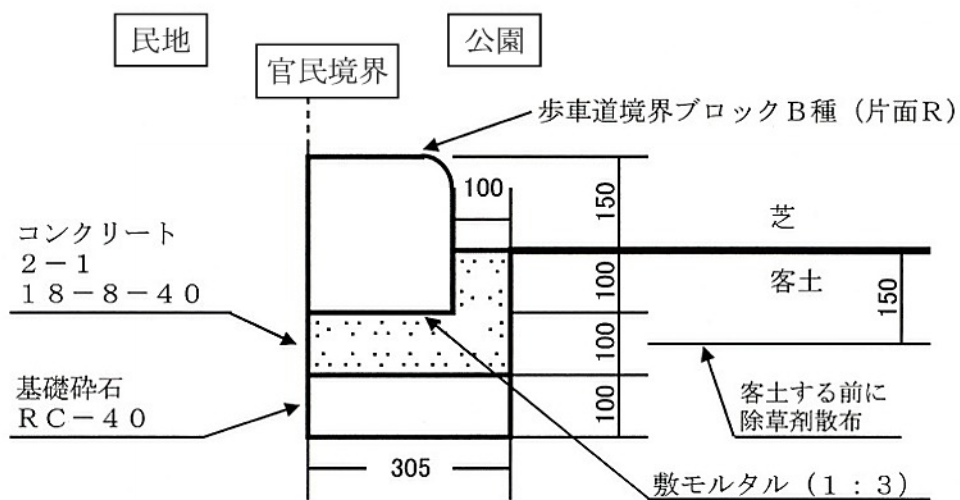 民地
公園
官民境界
歩車道境界ブロックB種（片面R）
100
150
コンクリート
2－1
18－8－40
芝
客土
100
150
100
基礎砕石
RC－40
100
客土する前に
除草剤散布
305
敷モルタル（1：3）